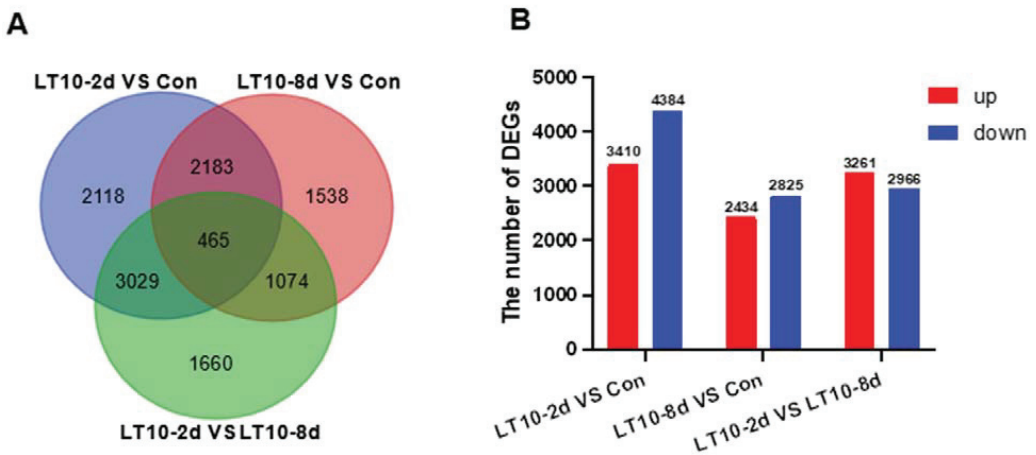 A
LT10-2d VS Con
LT10-8d VS Con
2183
2118
1538
465
3029
1074
1660
LT10-2d VS LT10-8d
B
The number of DEGs
5000
4000
3000
2000
1000
0
3410
4384
2434
2825
3261
2966
up
down
LT10-2d VS Con
LT10-8d VS Con
LT10-2d VS LT10-8d